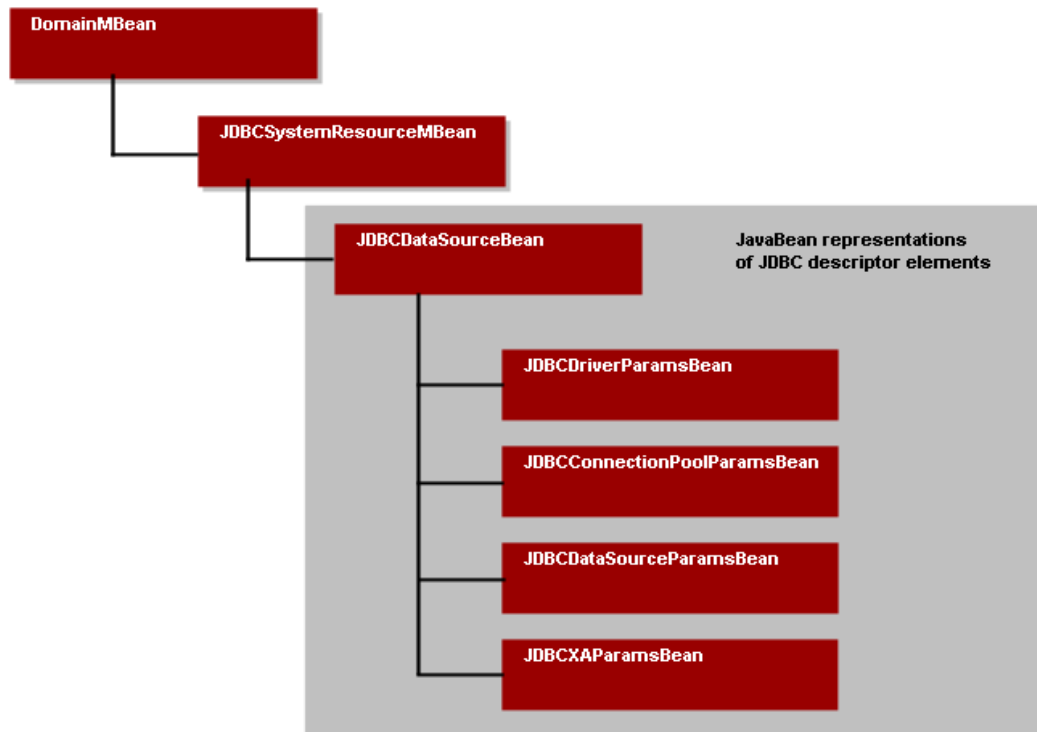 DomainMBean
JDBCSystemResourceMBean
JDBCDataSourceBean
JavaBean representations
of JDBC descriptor elements
JDBCDriverParamsBean
JDBCConnectionPoolParamsBean
JDBCDataSourceParamsBean
JDBCXAParamsBean